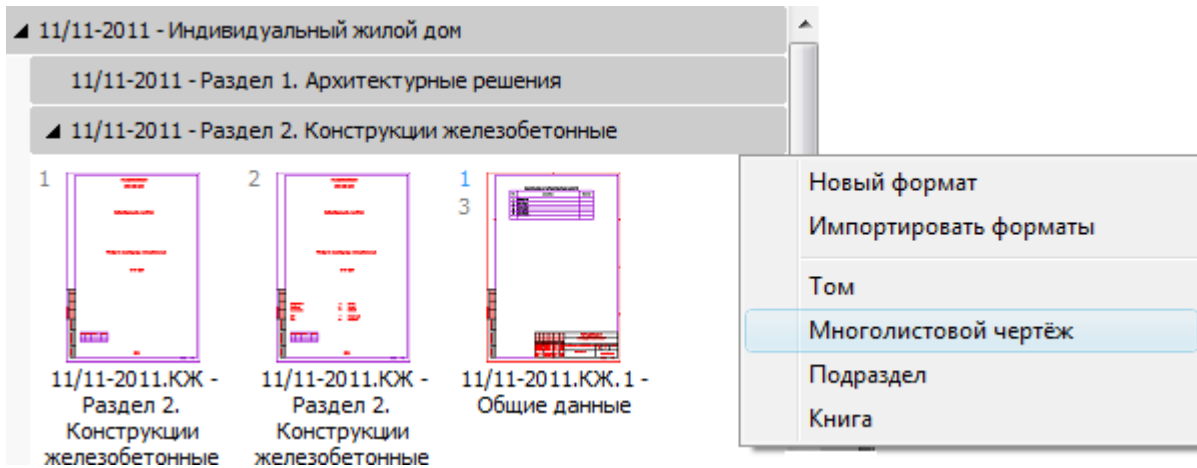 11/11-2011 - Индивидуальный жилой дом
11/11-2011 - Раздел 1. Архитектурные решения
11/11-2011 - Раздел 2. Конструкции железобетонные
1
2
1
3
11/11-2011.КЖ -
Раздел 2.
Конструкции
железобетонные
11/11-2011.КЖ -
Раздел 2.
Конструкции
железобетонные
11/11-2011.КЖ.1 -
Общие данные
Новый формат
Импортировать форматы
Том
Многолистовой чертёж
Подраздел
Книга